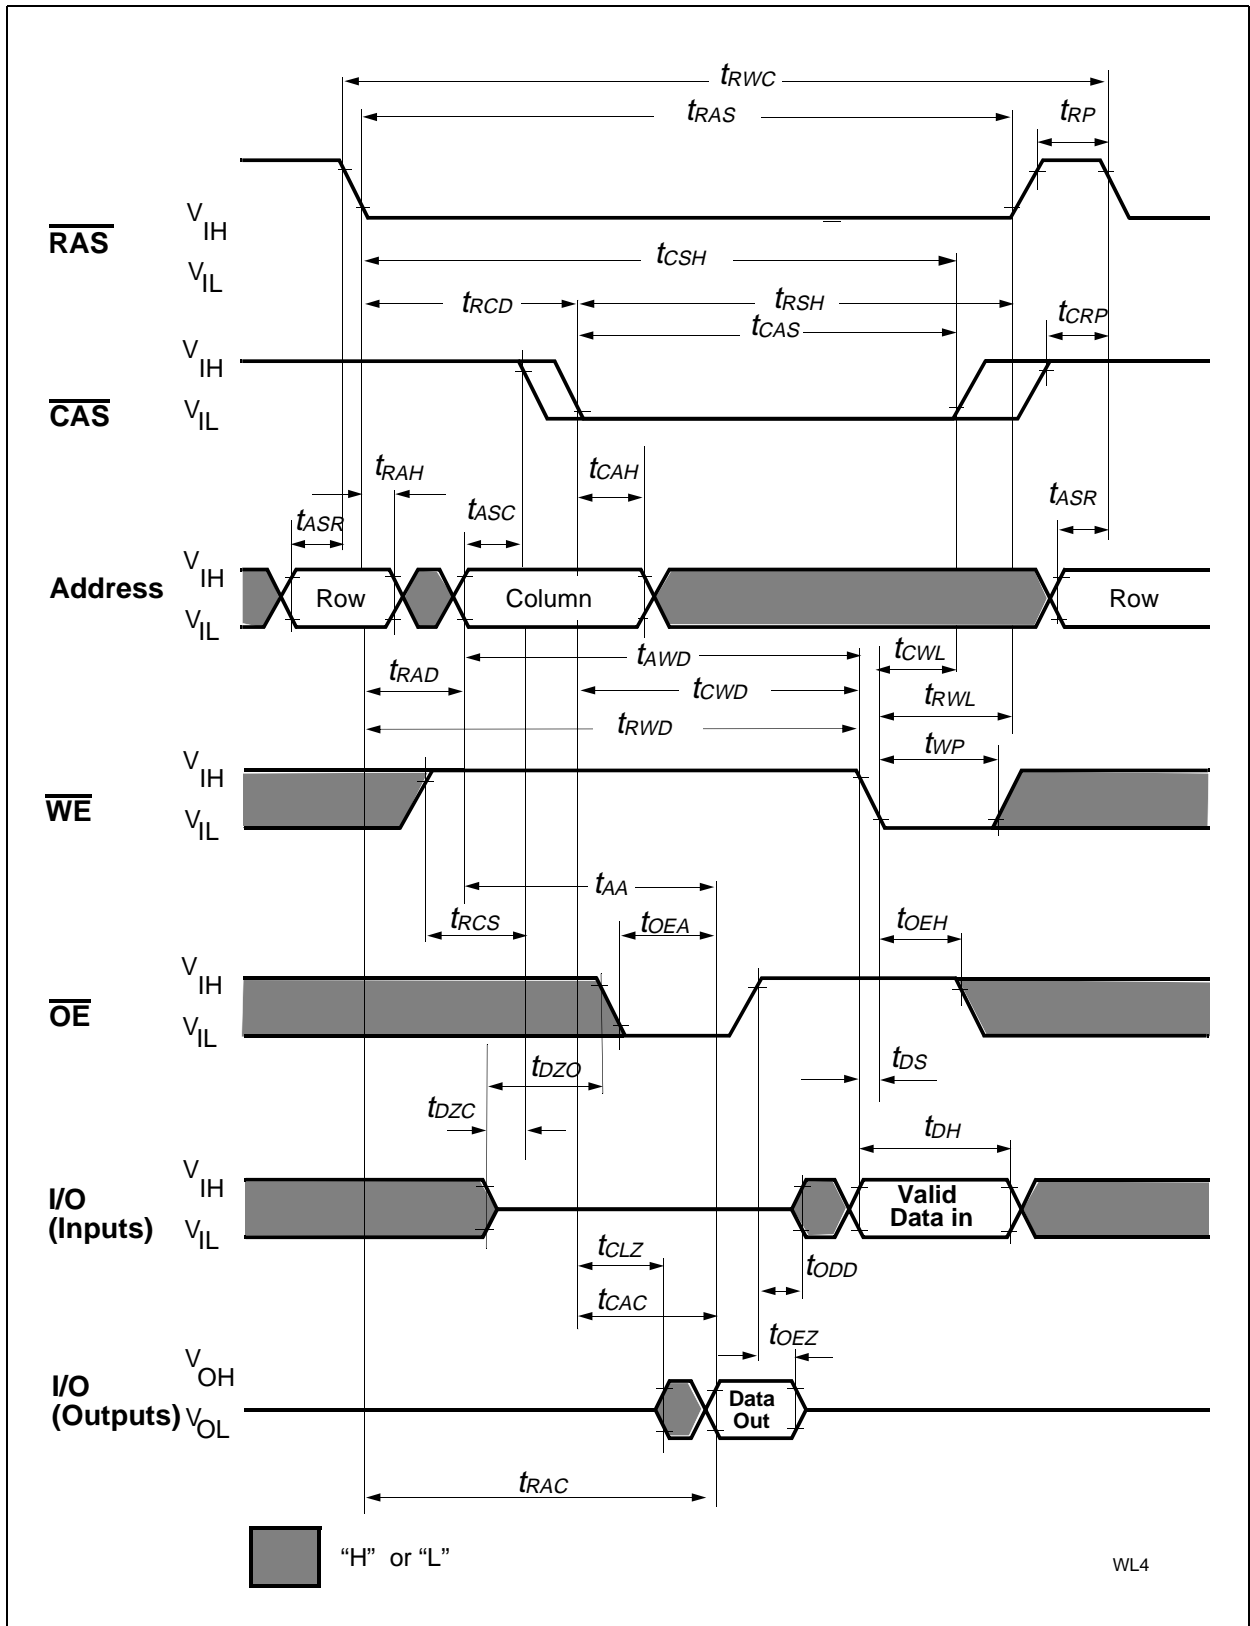 tRWC
tRAS
tRP
VIH
RAS
VIL
tCSH
tRCD
tRSH
tCAS
tCRP
VIH
CAS
VIL
tRAH
tCAH
tASR
tASC
tASR
VIH
Address
Row
Column
Row
VIL
tAWD
tCWL
tRAD
tCWD
tRWL
tRWD
tWP
VIH
WE
VIL
tAA
tRCS
tOEA
tOEH
VIH
OE
VIL
tDZO
tDS
tDZC
tDH
VIH
I/O
(Inputs)
VIL
Valid
Data in
tCLZ
tODD
tCAC
tOEZ
VOH
I/O
(Outputs)
VOL
Data
Out
tRAC
“H” or “L”
WL4